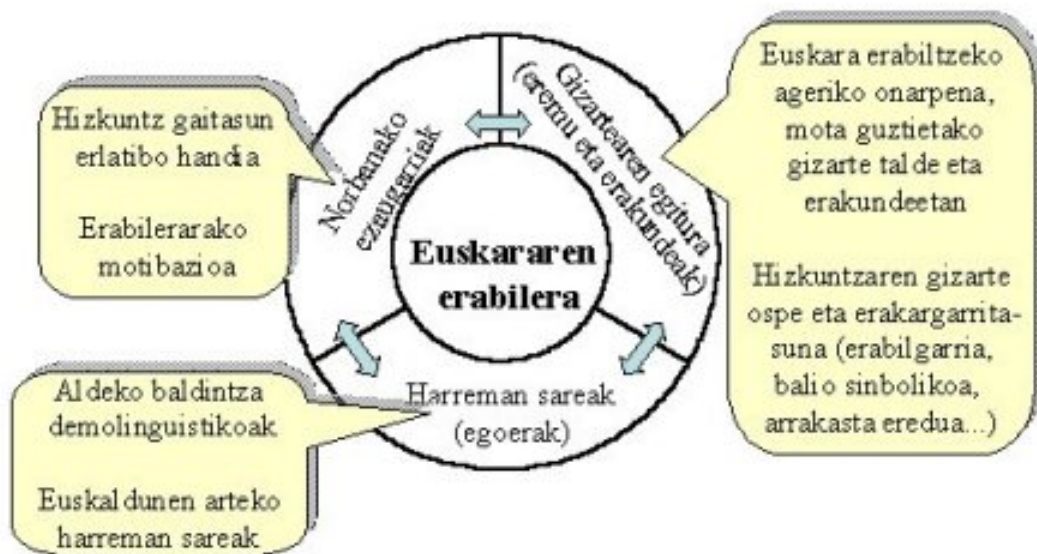 Hizkuntz gaitasun
erlatibo handia
Erabilerarako
motibazioa
Norbanako
ezaugarriak
Gizartearen egitura
(eremu eta erakundeak)
Euskara erabiltzeko
ageriko onarpena,
mota guztietako
gizarte talde eta
erakundeetan
Hizkuntzaren gizarte
ospe eta erakargarrita-
suna (erabilgarria,
balio sinbolikoa,
arrakasta eredua...)
Euskararen
erabilera
Harreman sareak
(egoerak)
Aldeko baldintza
demolinguistikoak
Euskaldunen arteko
harreman sareak